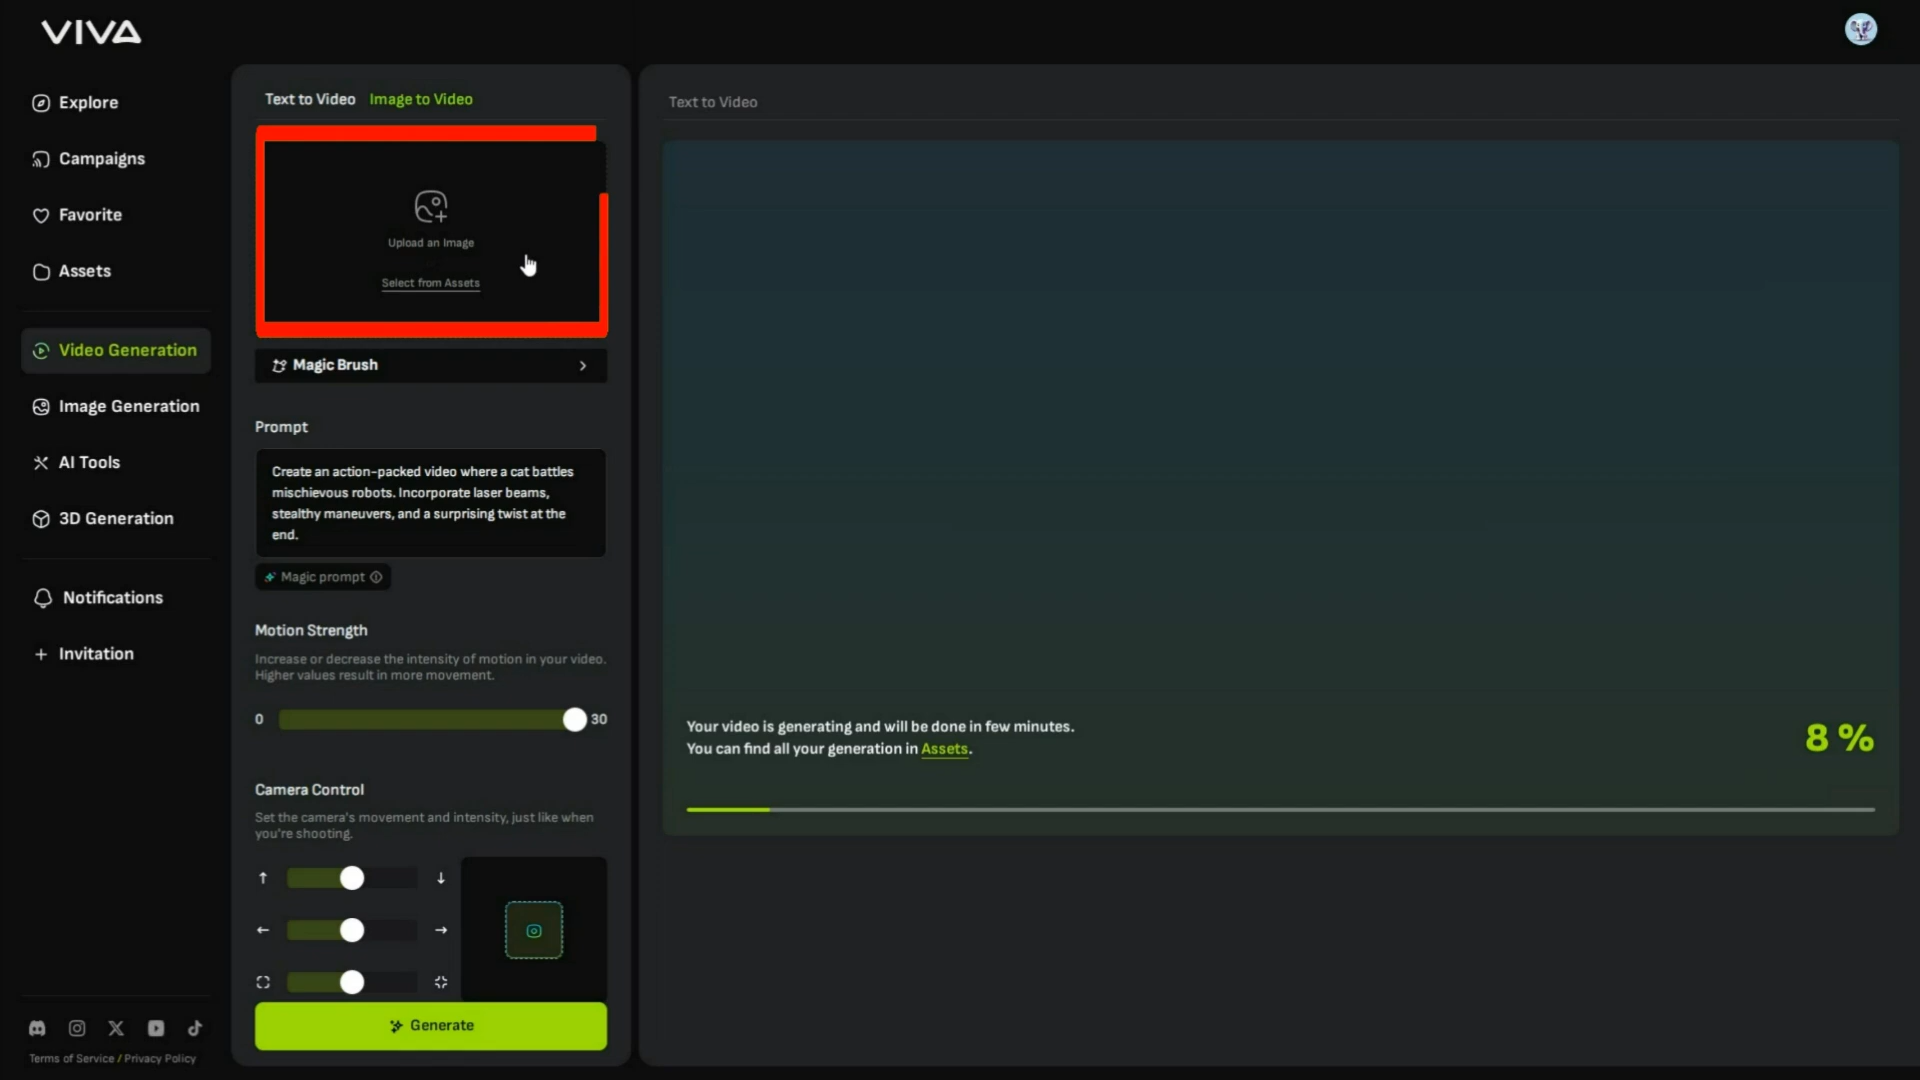 VIVA
Explore
Campaigns
Favorite
Assets
Video Generation
Image Generation
AI Tools
3D Generation
Notifications
Invitation
Terms of Service / Privacy Policy
Text to Video Image to Video
Upload an Image
Select from Assets
Magic Brush
Prompt
Create an action-packed video where a cat battles
mischievous robots. Incorporate laser beams,
stealthy maneuvers, and a surprising twist at the
end.
Magic prompt
Motion Strength
Increase or decrease the intensity of motion in your video.
Higher values result in more movement.
0 30
Camera Control
Set the camera's movement and intensity, just like when
you're shooting.
Generate
Text to Video
Your video is generating and will be done in few minutes.
You can find all your generation in Assets.
8 %